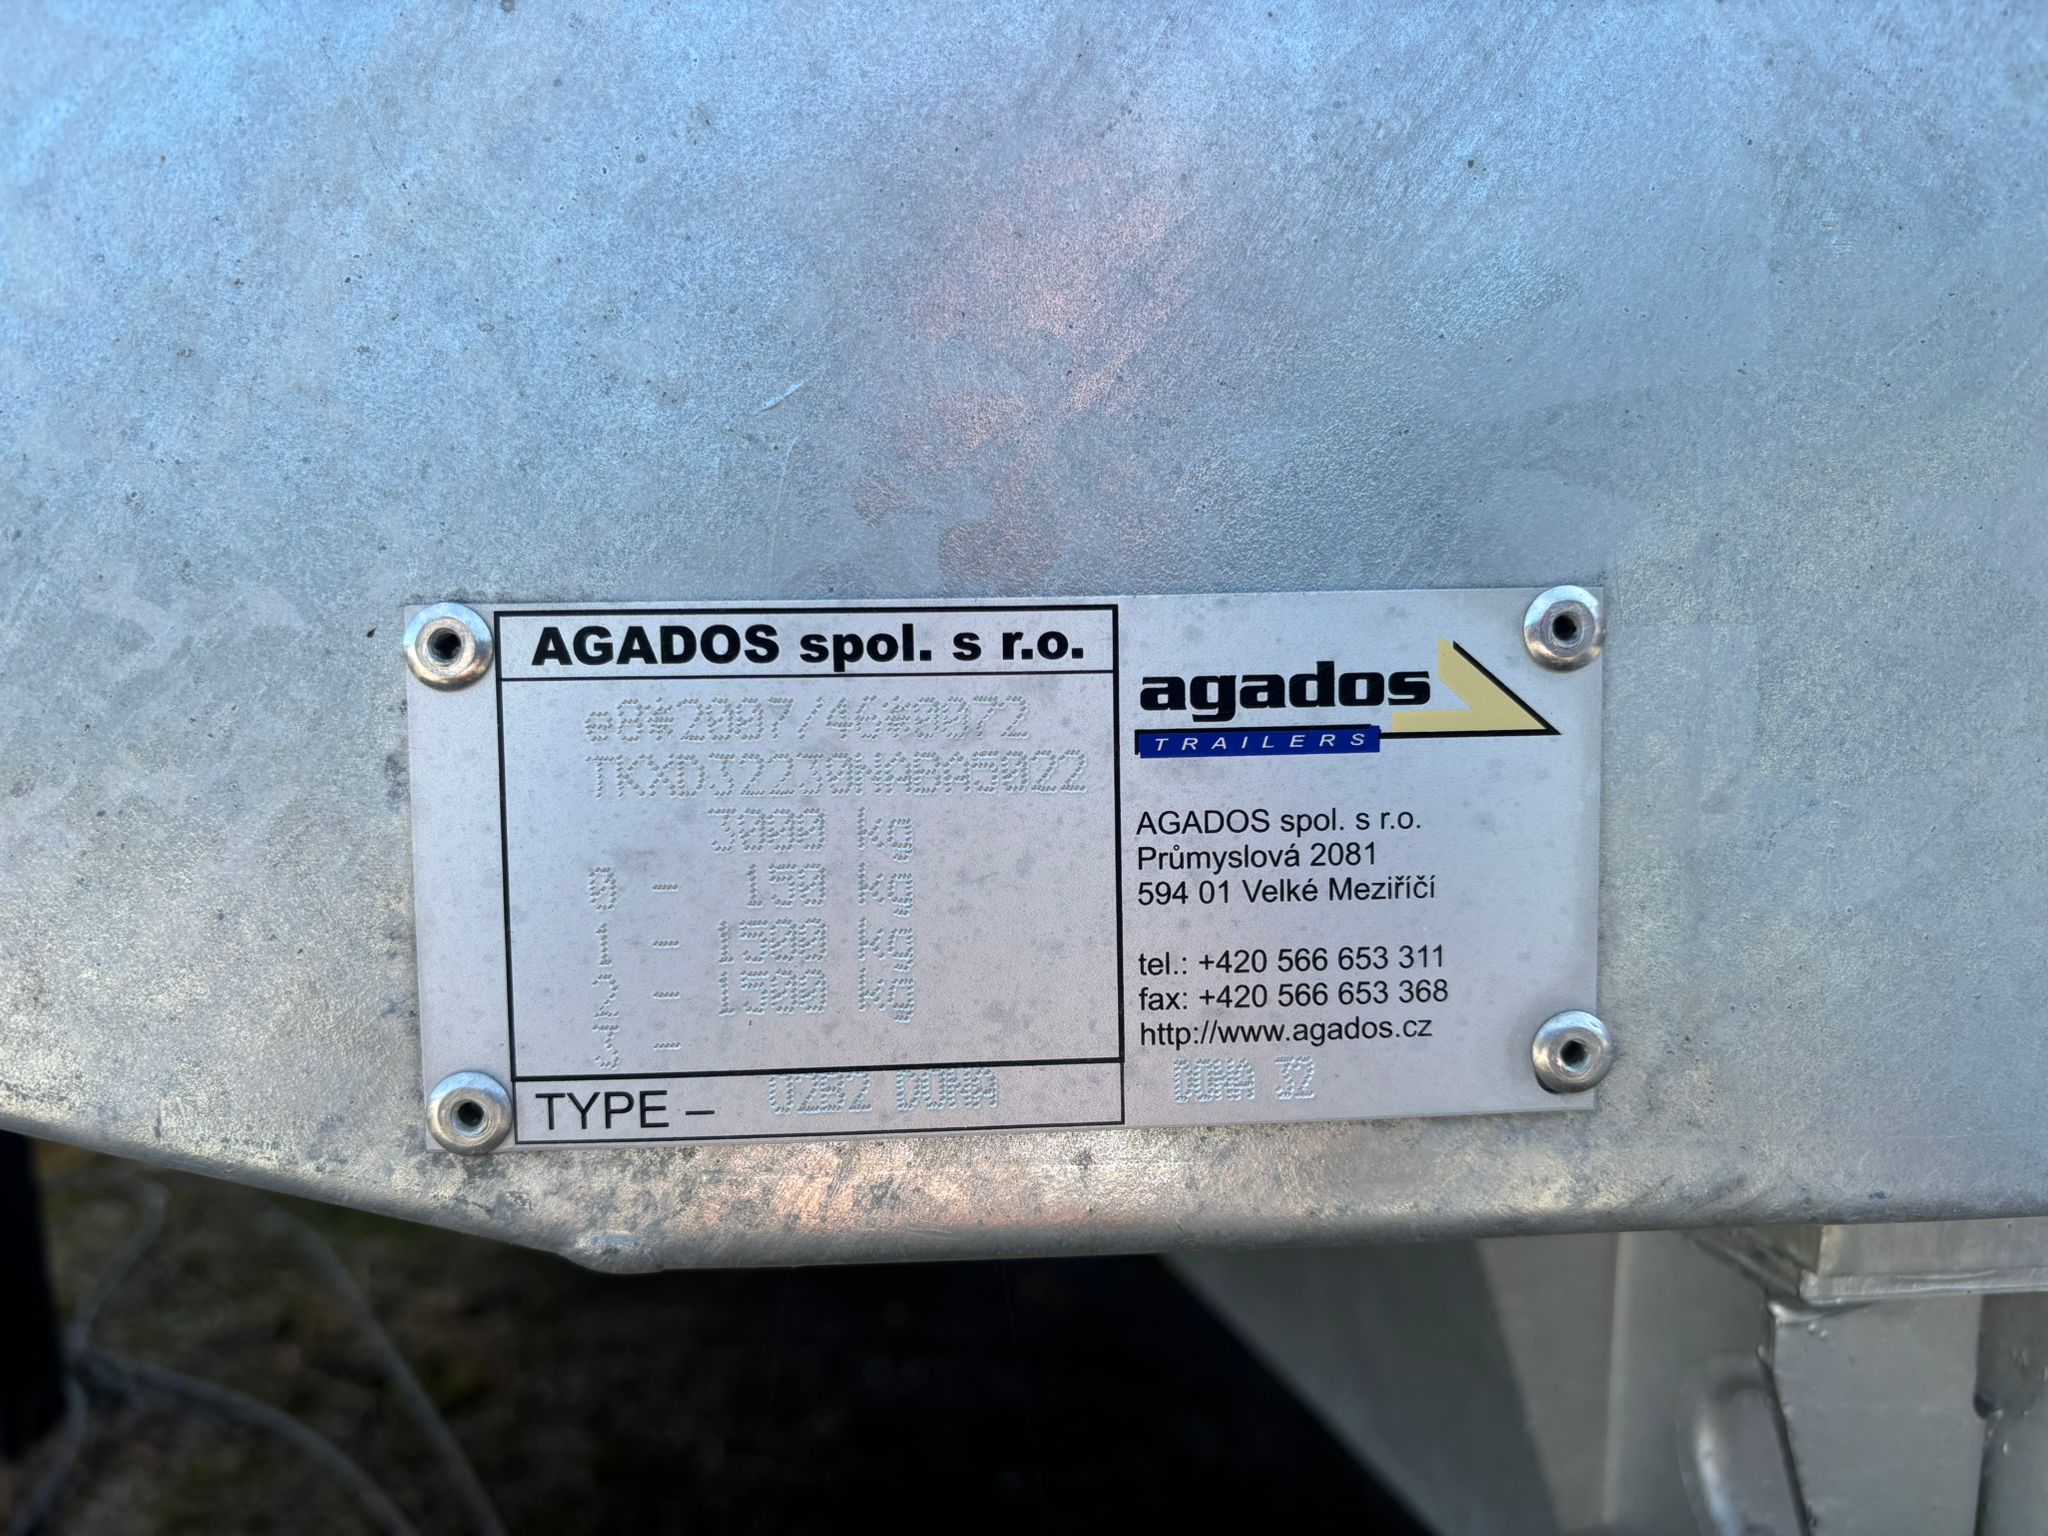 AGADOS spol. s r.o.
e8*2007/46*0072
TKXD32230NABA5022
3000 kg
0 - 150 kg
1 - 1500 kg
2 - 1500 kg
3 -
TYPE – O2B2 DONA
agados
TRAILERS
AGADOS spol. s r.o.
Průmyslová 2081
594 01 Velké Meziříčí
tel.: +420 566 653 311
fax: +420 566 653 368
http://www.agados.cz
DONA 32